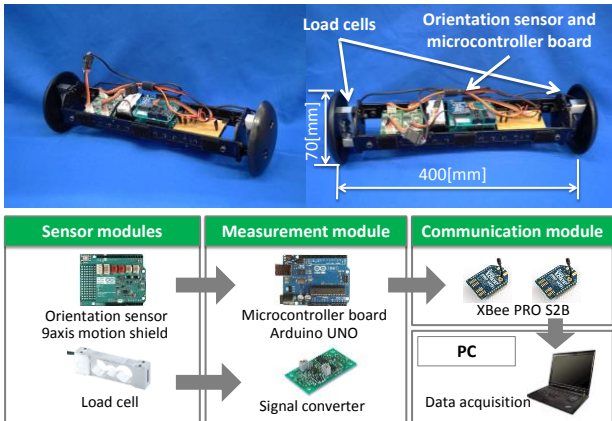 Load cells
Orientation sensor and
microcontroller board
70[mm]
400[mm]
Sensor modules
Measurement module
Communication module
Orientation sensor
9axis motion shield
Microcontroller board
Arduino UNO
XBee PRO S2B
Load cell
Signal converter
PC
Data acquisition